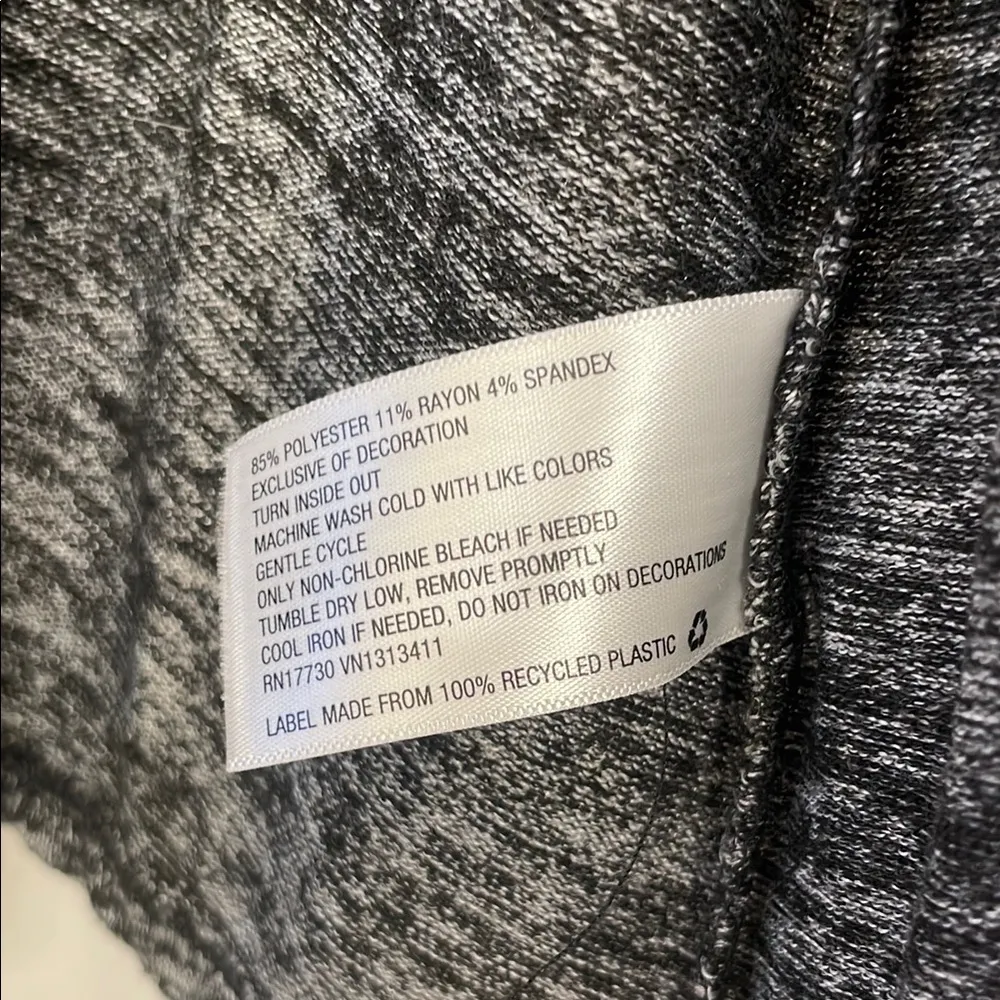 85% POLYESTER 11% RAYON 4% SPANDEX
EXCLUSIVE OF DECORATION
TURN INSIDE OUT
MACHINE WASH COLD WITH LIKE COLORS
GENTLE CYCLE
ONLY NON-CHLORINE BLEACH IF NEEDED
TUMBLE DRY LOW, REMOVE PROMPTLY
COOL IRON IF NEEDED, DO NOT IRON ON DECORATIONS
RN17730 VN1313411
LABEL MADE FROM 100% RECYCLED PLASTIC